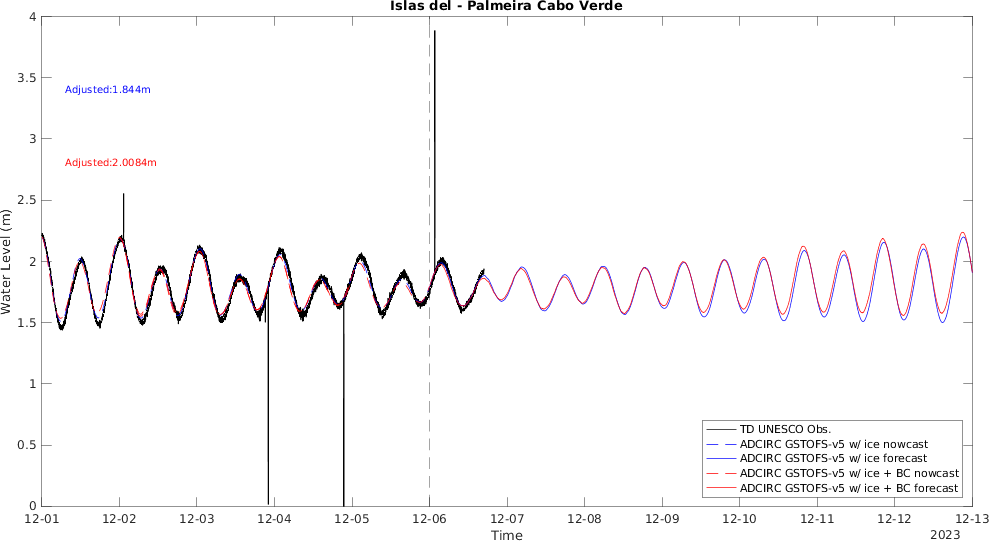 Islas del - Palmeira Cabo Verde
4
3.5
3
2.5
2
1.5
1
0.5
0
Water Level (m)
Adjusted:1.844m
Adjusted:2.0084m
TD UNESCO Obs.
ADCIRC GSTOFS-v5 w/ ice nowcast
ADCIRC GSTOFS-v5 w/ ice forecast
ADCIRC GSTOFS-v5 w/ ice + BC nowcast
ADCIRC GSTOFS-v5 w/ ice + BC forecast
12-01 12-02 12-03 12-04 12-05 12-06 12-07 12-08 12-09 12-10 12-11 12-12 12-13
Time
2023